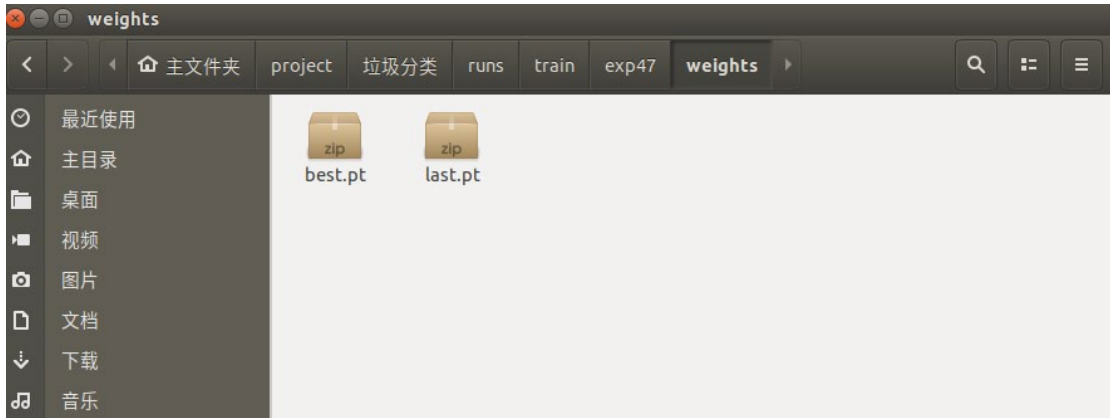 weights
主文件夹 project 垃圾分类 runs train exp47 weights
最近使用
主目录
桌面
视频
图片
文档
下载
音乐
zip zip
best.pt last.pt